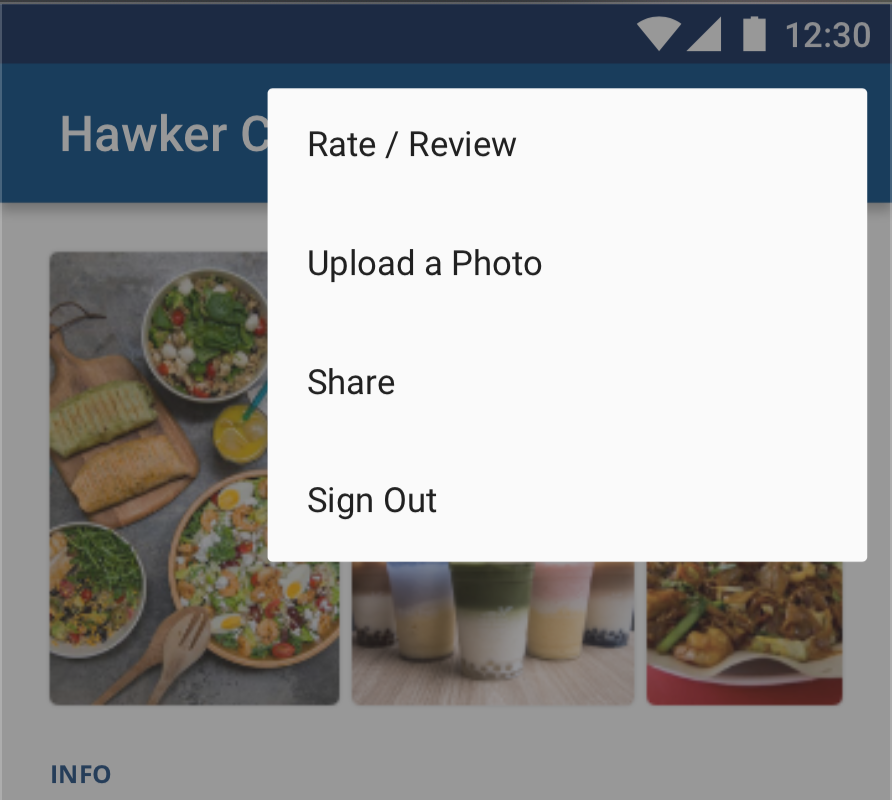 12:30
Hawker C
Rate / Review
Upload a Photo
Share
Sign Out
INFO